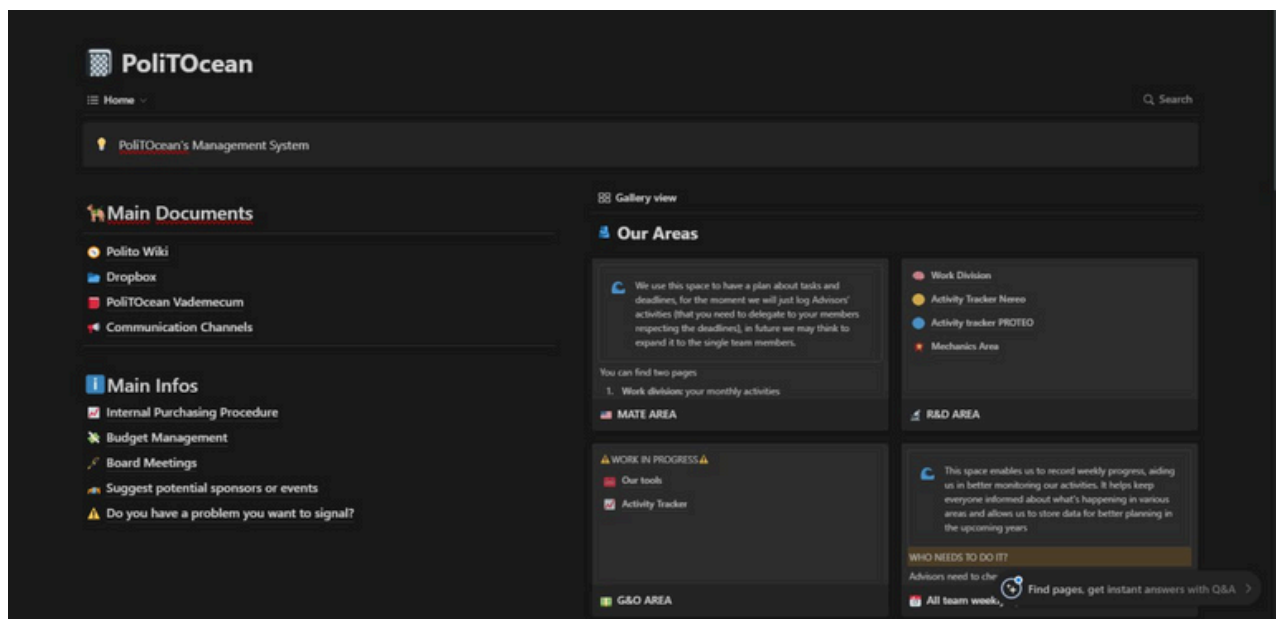 PoliTOcean
Home
Search
PoliTOcean's Management System
Main Documents
Polito Wiki
Dropbox
PoliTOcean Vademecum
Communication Channels
Main Infos
Internal Purchasing Procedure
Budget Management
Board Meetings
Suggest potential sponsors or events
Do you have a problem you want to signal?
Gallery view
Our Areas
We use this space to have a plan about tasks and
deadlines, for the moment we will just log Advisors'
activities (that you need to delegate to your members
respecting the deadlines), in future we may think to
expand it to the single team members.
You can find two pages
1. Work division: your monthly activities
MATE AREA
Work Division
Activity Tracker Nereo
Activity tracker PROTEO
Mechanics Area
R&D AREA
WORK IN PROGRESS
Our tools
Activity Tracker
G&O AREA
This space enables us to record weekly progress, aiding
us in better monitoring our activities. It helps keep
everyone informed about what's happening in various
areas and allows us to store data for better planning in
the upcoming years
WHO NEEDS TO DO IT?
Advisors need to
All team
Find pages, get instant answers with Q&A